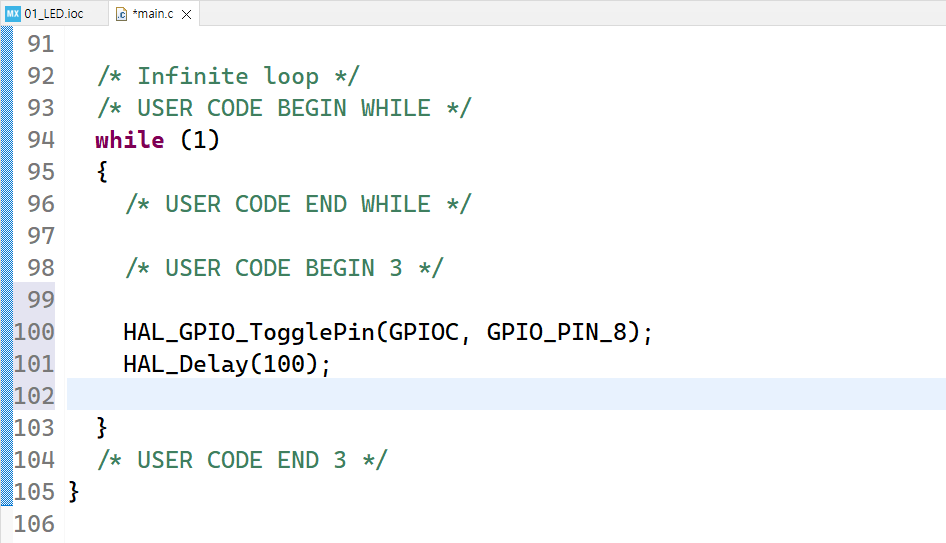 MX 01_LED.ioc
.c *main.c
91
92 /* Infinite loop */
93 /* USER CODE BEGIN WHILE */
94 while (1)
95 {
96 /* USER CODE END WHILE */
97
98 /* USER CODE BEGIN 3 */
99
100 HAL_GPIO_TogglePin(GPIOC, GPIO_PIN_8);
101 HAL_Delay(100);
102
103 }
104 /* USER CODE END 3 */
105 }
106